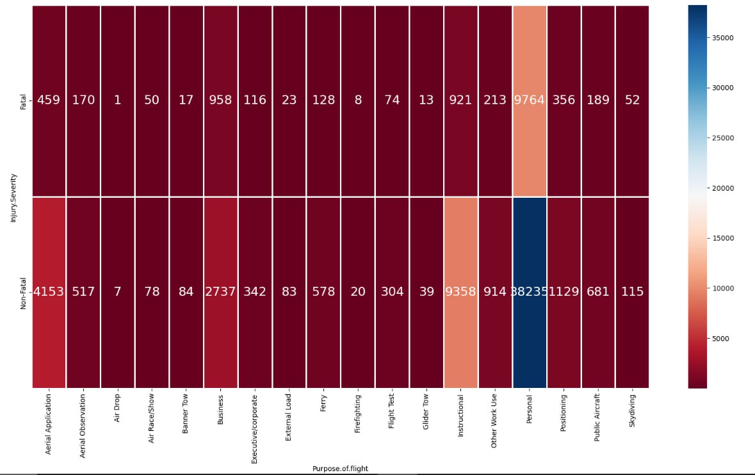 459 170 1 50 17 958 116 23 128 8 74 13 921 213 9764 356 189 52
4153 517 7 78 84 2737 342 83 578 20 304 39 9358 914 38235 1129 681 115
Fatal
Non-Fatal
Injury.Severity
Aerial Application
Aerial Observation
Air Drop
Air Race/Show
Banner Tow
Business
Executive/corporate
External Load
Ferry
Firefighting
Flight Test
Glider Tow
Instructional
Other Work Use
Personal
Positioning
Public Aircraft
Skydiving
Purpose.of.flight
35000
30000
25000
20000
15000
10000
5000